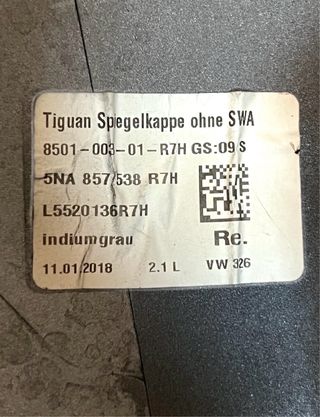 Tiguan Spegelkappe ohne SWA
8501-003-01-R7H GS:09 S
5NA 857 538 R7H
L5520136R7H
indiumgrau Re.
11.01.2018 2.1 L VW 326